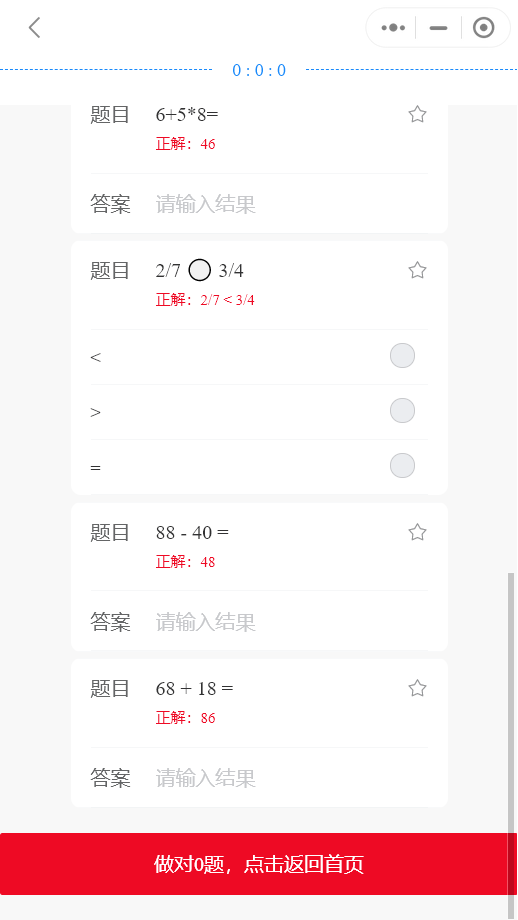 0 : 0 : 0
题目 6+5*8=
正解：46
答案 请输入结果
题目 2/7 ◯ 3/4
正解：2/7 < 3/4
<
>
=
题目 88 - 40 =
正解：48
答案 请输入结果
题目 68 + 18 =
正解：86
答案 请输入结果
做对0题，点击返回首页